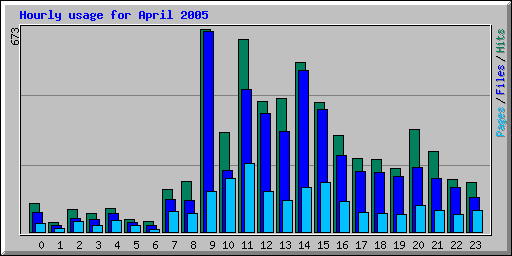 Hourly usage for April 2005
673
Pages / Files / Hits
0 1 2 3 4 5 6 7 8 9 10 11 12 13 14 15 16 17 18 19 20 21 22 23